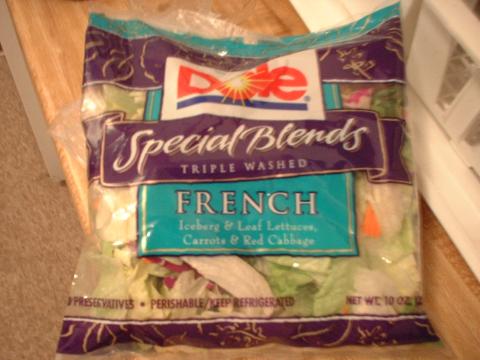 Dole
Special Blends
TRIPLE WASHED
FRENCH
Iceberg & Leaf Lettuces,
Carrots & Red Cabbage
PRESERVATIVES • PERISHABLE/KEEP REFRIGERATED NET WT. 10 OZ.